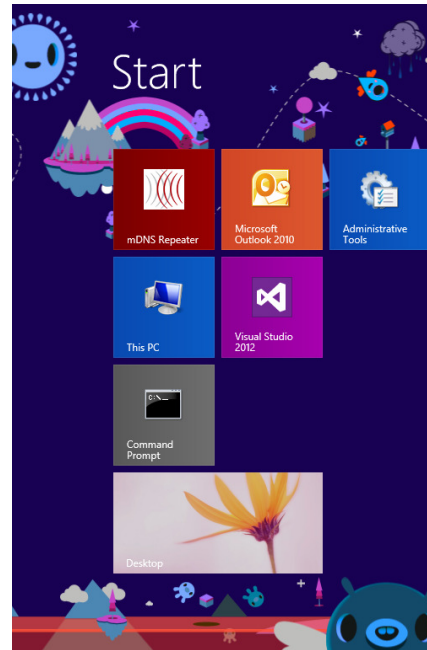 Start
mDNS Repeater
Microsoft
Outlook 2010
Administrative
Tools
This PC
Visual Studio
2012
C:\
Command
Prompt
Desktop